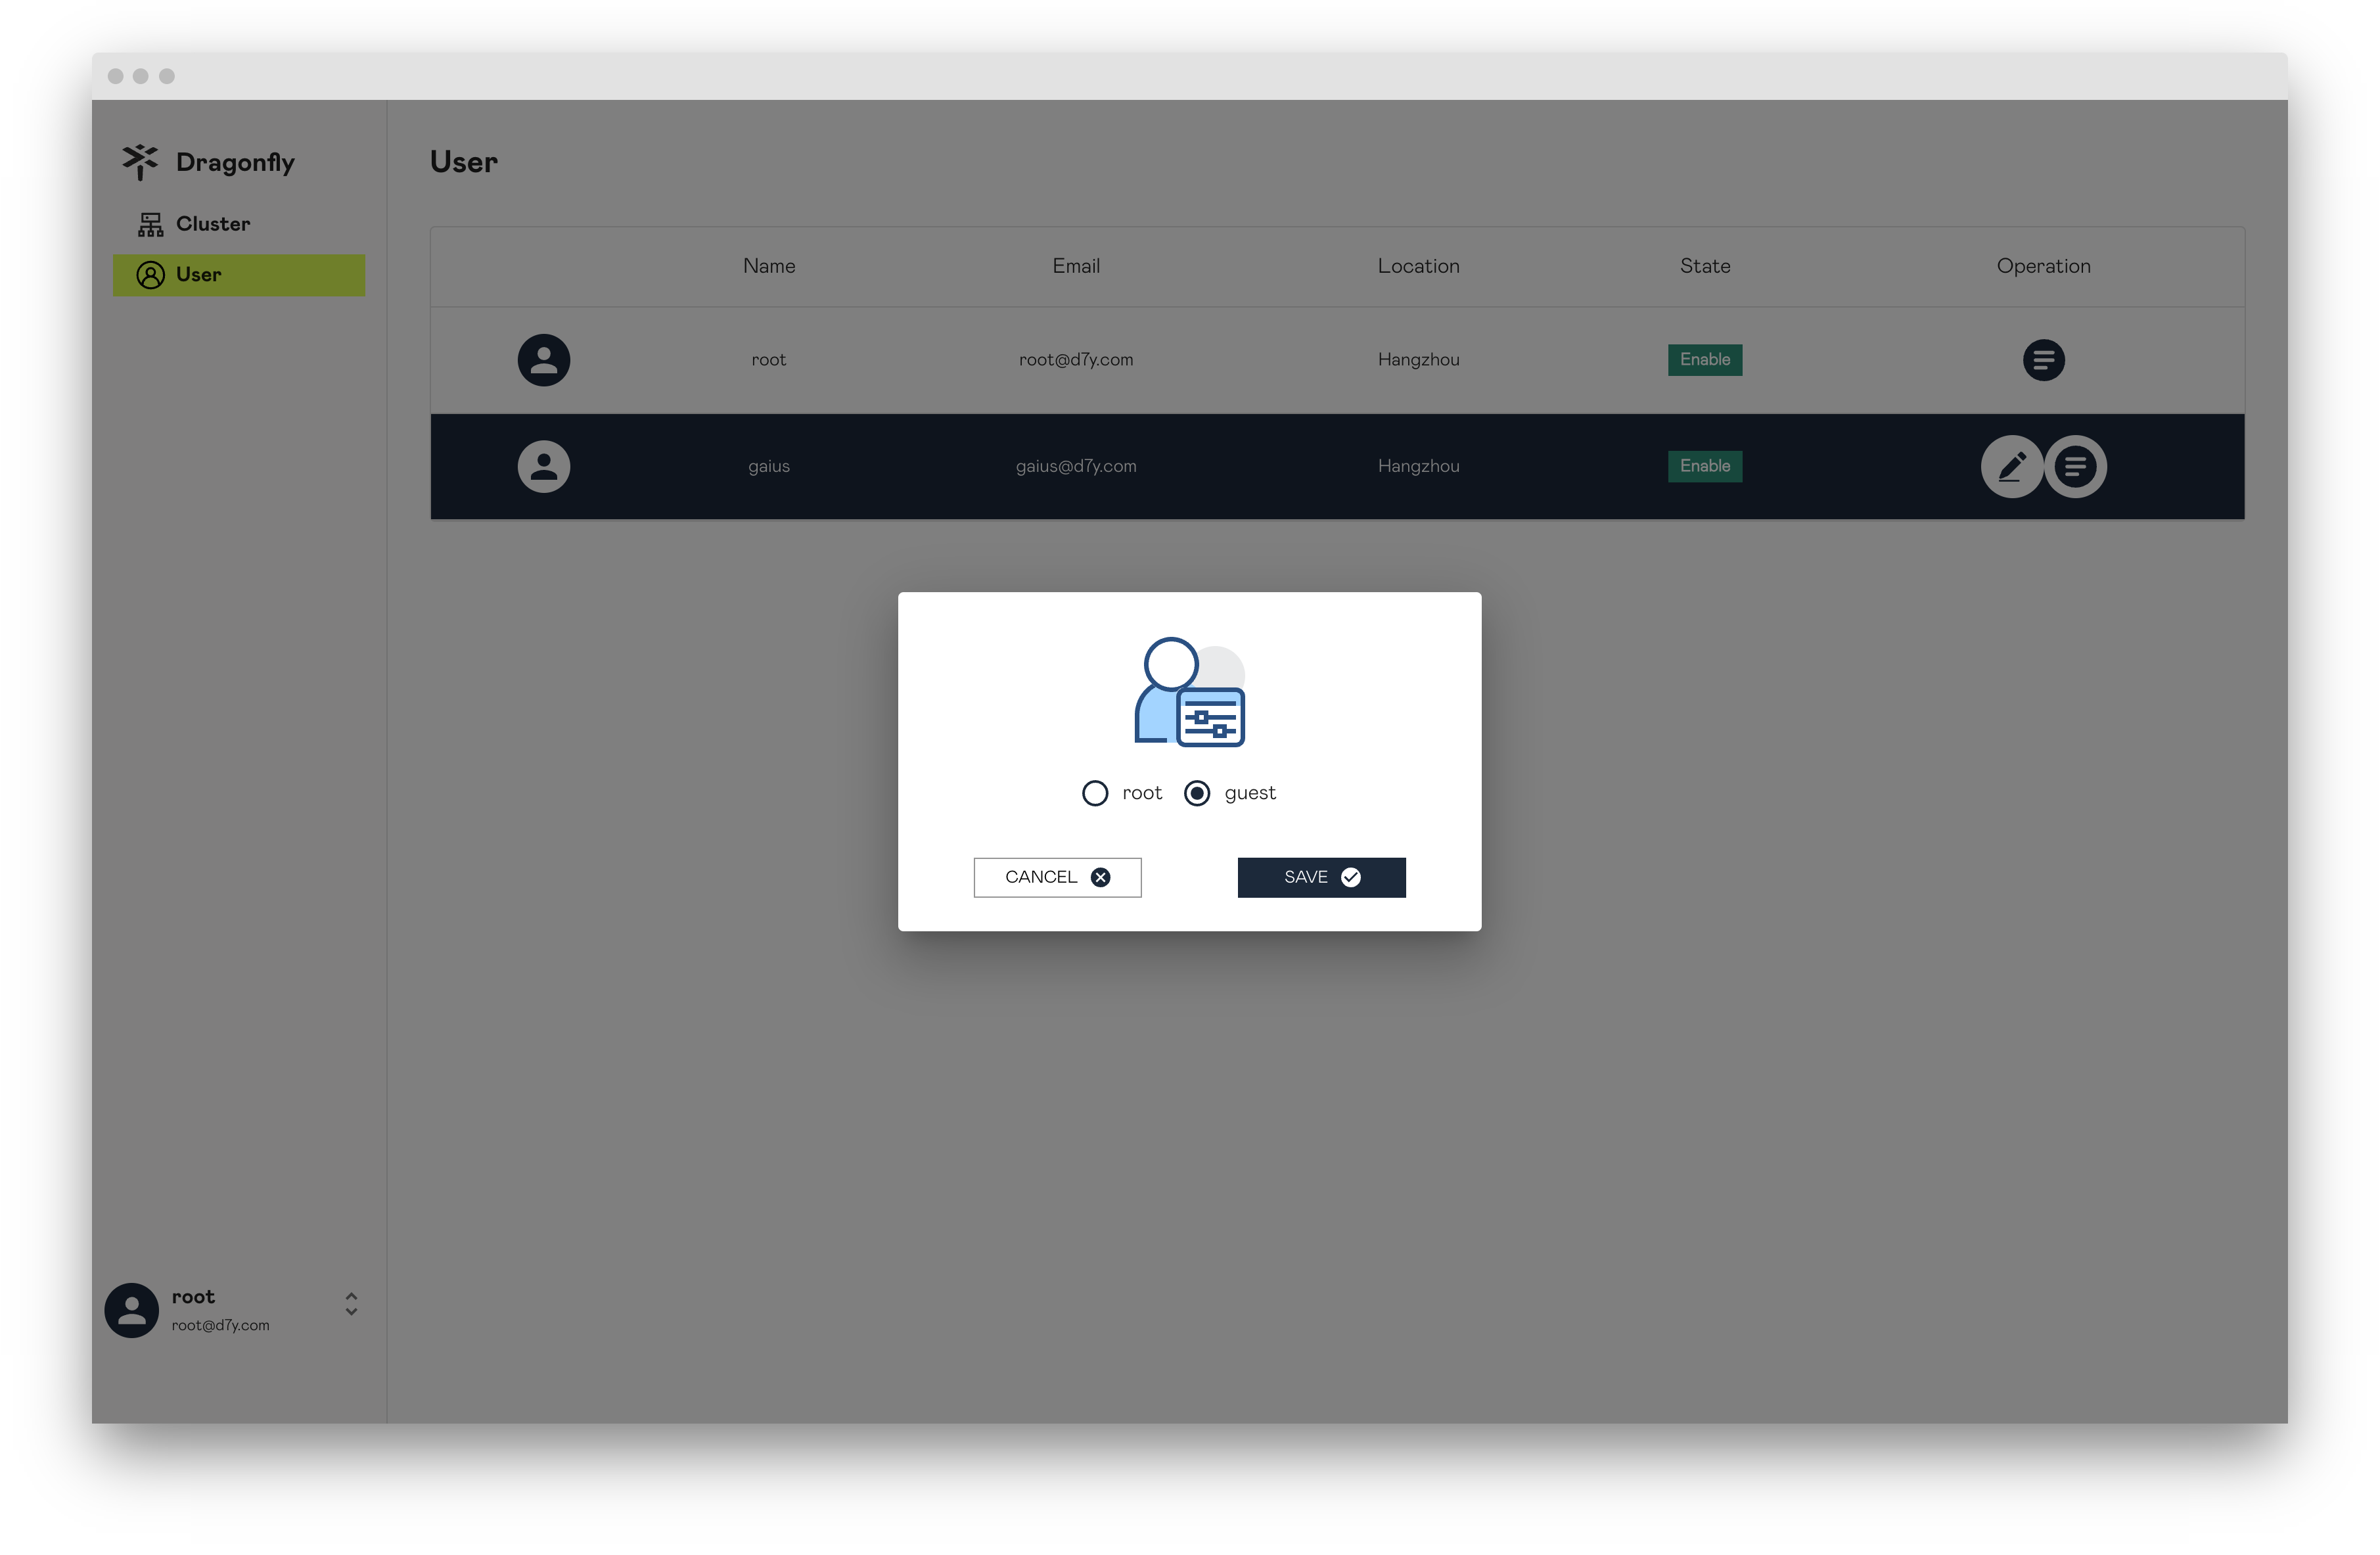 Dragonfly
Cluster
User
User
Name Email Location State Operation
root root@d7y.com Hangzhou Enable
gaius gaius@d7y.com Hangzhou Enable
root guest
CANCEL SAVE
root
root@d7y.com